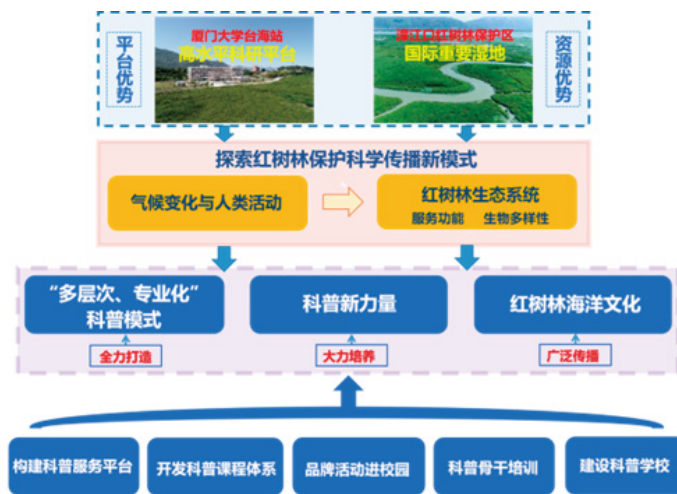 平台优势
厦门大学台海站
高水平科研平台
漳江口红树林保护区
国际重要湿地
资源优势
探索红树林保护科学传播新模式
气候变化与人类活动
红树林生态系统
服务功能 生物多样性
“多层次、专业化”
科普模式
科普新力量
红树林海洋文化
全力打造
大力培养
广泛传播
构建科普服务平台
开发科普课程体系
品牌活动进校园
科普骨干培训
建设科普学校